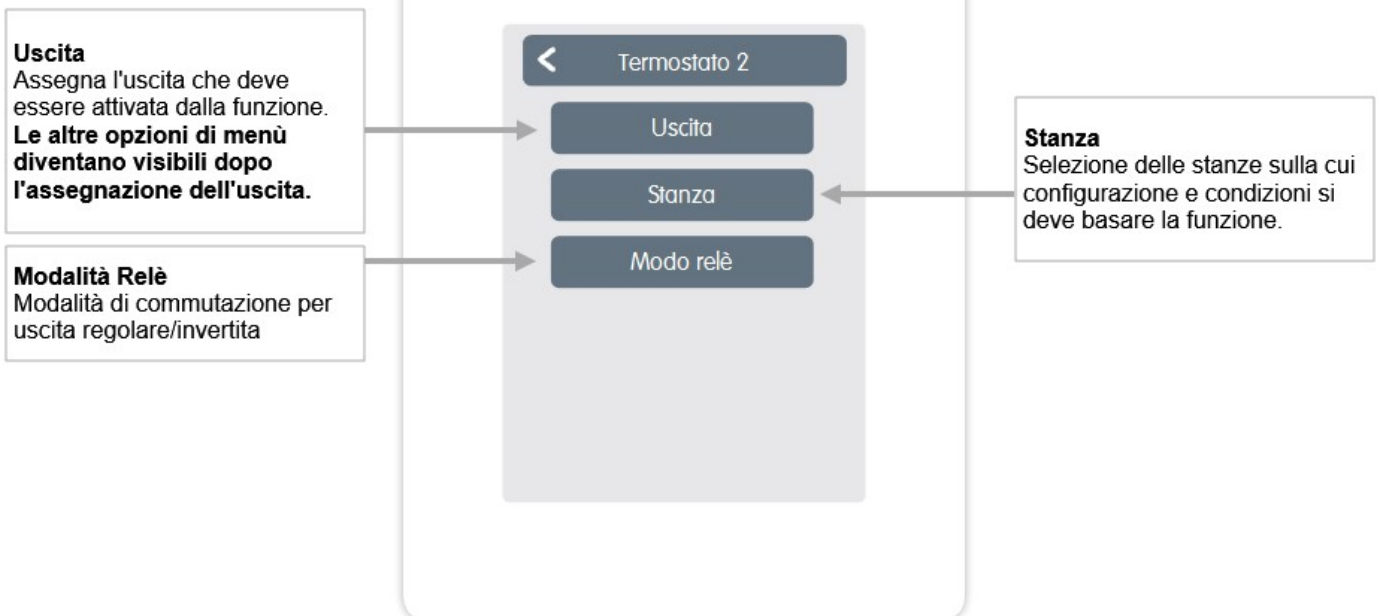 Uscita
Assegna l'uscita che deve
essere attivata dalla funzione.
Le altre opzioni di menù
diventano visibili dopo
l'assegnazione dell'uscita.
Modalità Relè
Modalità di commutazione per
uscita regolare/invertita
Termostato 2
Uscita
Stanza
Modo relè
Stanza
Selezione delle stanze sulla cui
configurazione e condizioni si
deve basare la funzione.